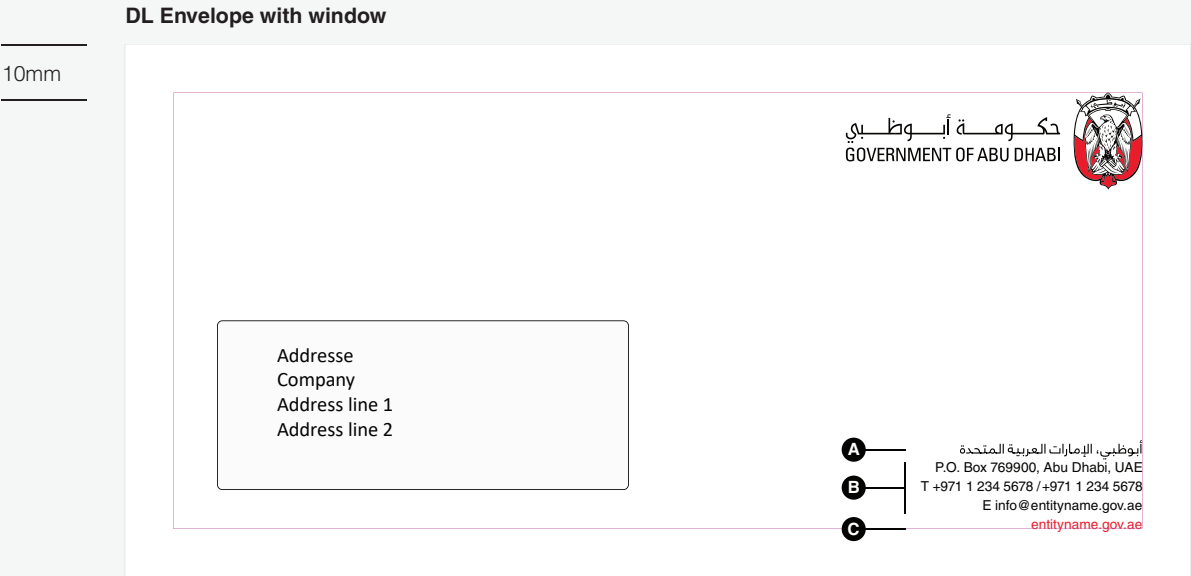 DL Envelope with window
10mm
حكومة أبوظبي
GOVERNMENT OF ABU DHABI
Addresse
Company
Address line 1
Address line 2
A
أبوظبي، الإمارات العربية المتحدة
P.O. Box 769900, Abu Dhabi, UAE
B
T +971 1 234 5678 / +971 1 234 5678
E info@entityname.gov.ae
C
entityname.gov.ae